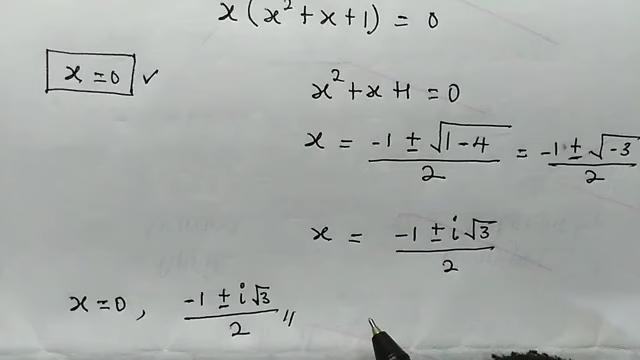 x(x² + x + 1) = 0
x = 0 ✓
x² + x + 1 = 0
x = (-1 ± √(1 - 4))/2 = (-1 ± √(-3))/2
x = (-1 ± i√3)/2
x = 0, (-1 ± i√3)/2 //